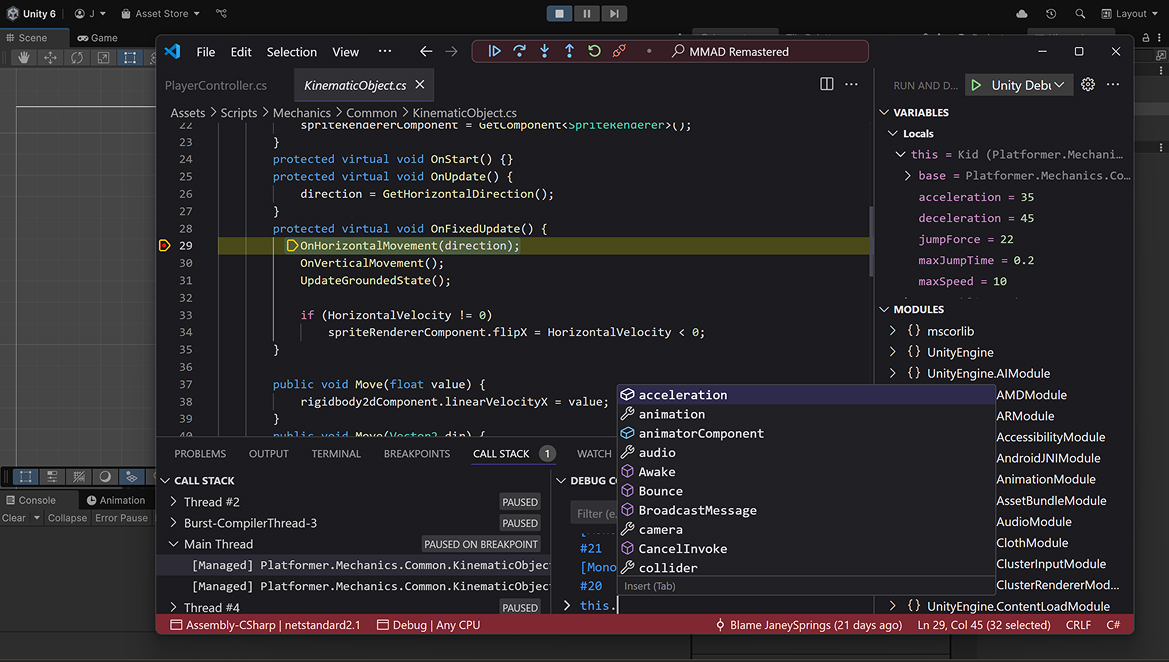 Unity 6
J
Asset Store
Layout
Scene
Game
File Edit Selection View ···
MMAD Remastered
PlayerController.cs
KinematicObject.cs
RUN AND D...
Unity Debu
Assets > Scripts > Mechanics > Common > KinematicObject.cs
22 spriteRendererComponent = GetComponent<SpriteRenderer>();
23 }
24 protected virtual void OnStart() {}
25 protected virtual void OnUpdate() {
26 direction = GetHorizontalDirection();
27 }
28 protected virtual void OnFixedUpdate() {
29 OnHorizontalMovement(direction);
30 OnVerticalMovement();
31 UpdateGroundedState();
32
33 if (HorizontalVelocity != 0)
34 spriteRendererComponent.flipX = HorizontalVelocity < 0;
35 }
36
37 public void Move(float value) {
38 rigidbody2dComponent.linearVelocityX = value;
39 }
40 public void Move(Vector2 dir) {
VARIABLES
Locals
this = Kid (Platformer.Mechani...
base = Platformer.Mechanics.Co...
acceleration = 35
deceleration = 45
jumpForce = 22
maxJumpTime = 0.2
maxSpeed = 10
MODULES
{} mscorlib
{} UnityEngine
{} UnityEngine.AIModule
AMDModule
ARModule
AccessibilityModule
AndroidJNIModule
AnimationModule
AssetBundleModule
AudioModule
ClothModule
ClusterInputModule
ClusterRendererMod...
{} UnityEngine.ContentLoadModule
acceleration
animation
animatorComponent
audio
Awake
Bounce
BroadcastMessage
camera
CancelInvoke
collider
Insert (Tab)
PROBLEMS OUTPUT TERMINAL BREAKPOINTS CALL STACK 1 WATCH
CALL STACK
Thread #2 PAUSED
Burst-CompilerThread-3 PAUSED
Main Thread PAUSED ON BREAKPOINT
[Managed] Platformer.Mechanics.Common.KinematicObjec
[Managed] Platformer.Mechanics.Common.KinematicObjec
Thread #4 PAUSED
DEBUG CO
Filter (e.
[Mono
#21
[Mono
#20
> this.
Console
Animation
Clear
Collapse
Error Pause
Assembly-CSharp | netstandard2.1
Debug | Any CPU
Blame JaneySprings (21 days ago)
Ln 29, Col 45 (32 selected)
CRLF
C#